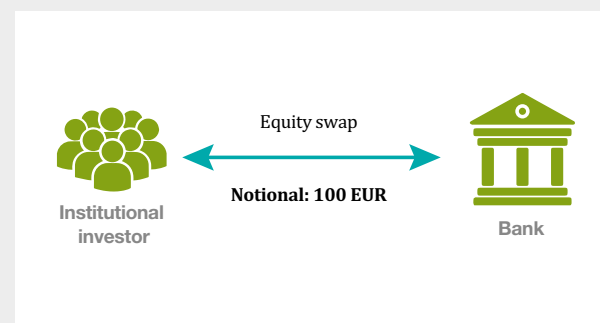 Equity swap
Notional: 100 EUR
Institutional
investor
Bank